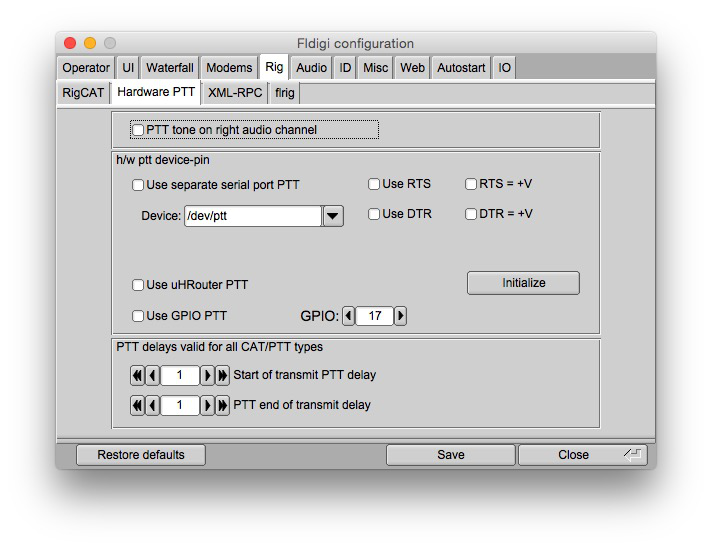 Fldigi configuration
Operator UI Waterfall Modems Rig Audio ID Misc Web Autostart IO
RigCAT Hardware PTT XML-RPC flrig
PTT tone on right audio channel
h/w ptt device-pin
Use separate serial port PTT Use RTS RTS = +V
Device: /dev/ptt Use DTR DTR = +V
Use uHRouter PTT Initialize
Use GPIO PTT GPIO: 17
PTT delays valid for all CAT/PTT types
1 Start of transmit PTT delay
1 PTT end of transmit delay
Restore defaults Save Close